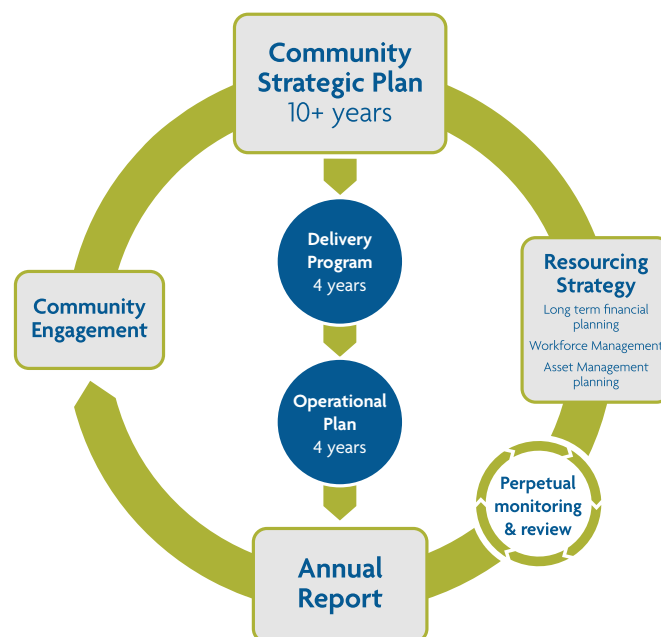 Community
Strategic Plan
10+ years
Delivery
Program
4 years
Community
Engagement
Resourcing
Strategy
Long term financial
planning
Workforce Management
Asset Management
planning
Operational
Plan
4 years
Perpetual
monitoring
& review
Annual
Report